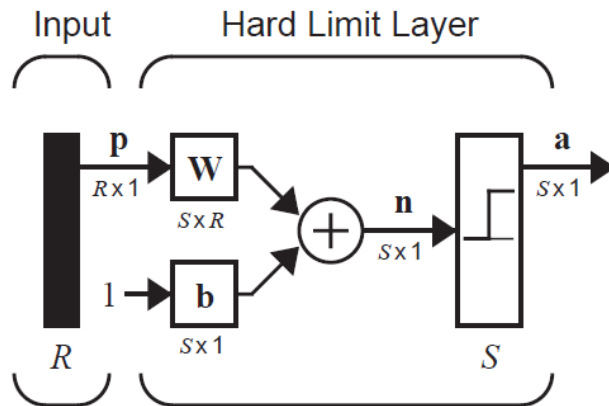 Input Hard Limit Layer
p a
W n
R x 1 S x R S x 1 S x 1
1 b
S x 1
R S